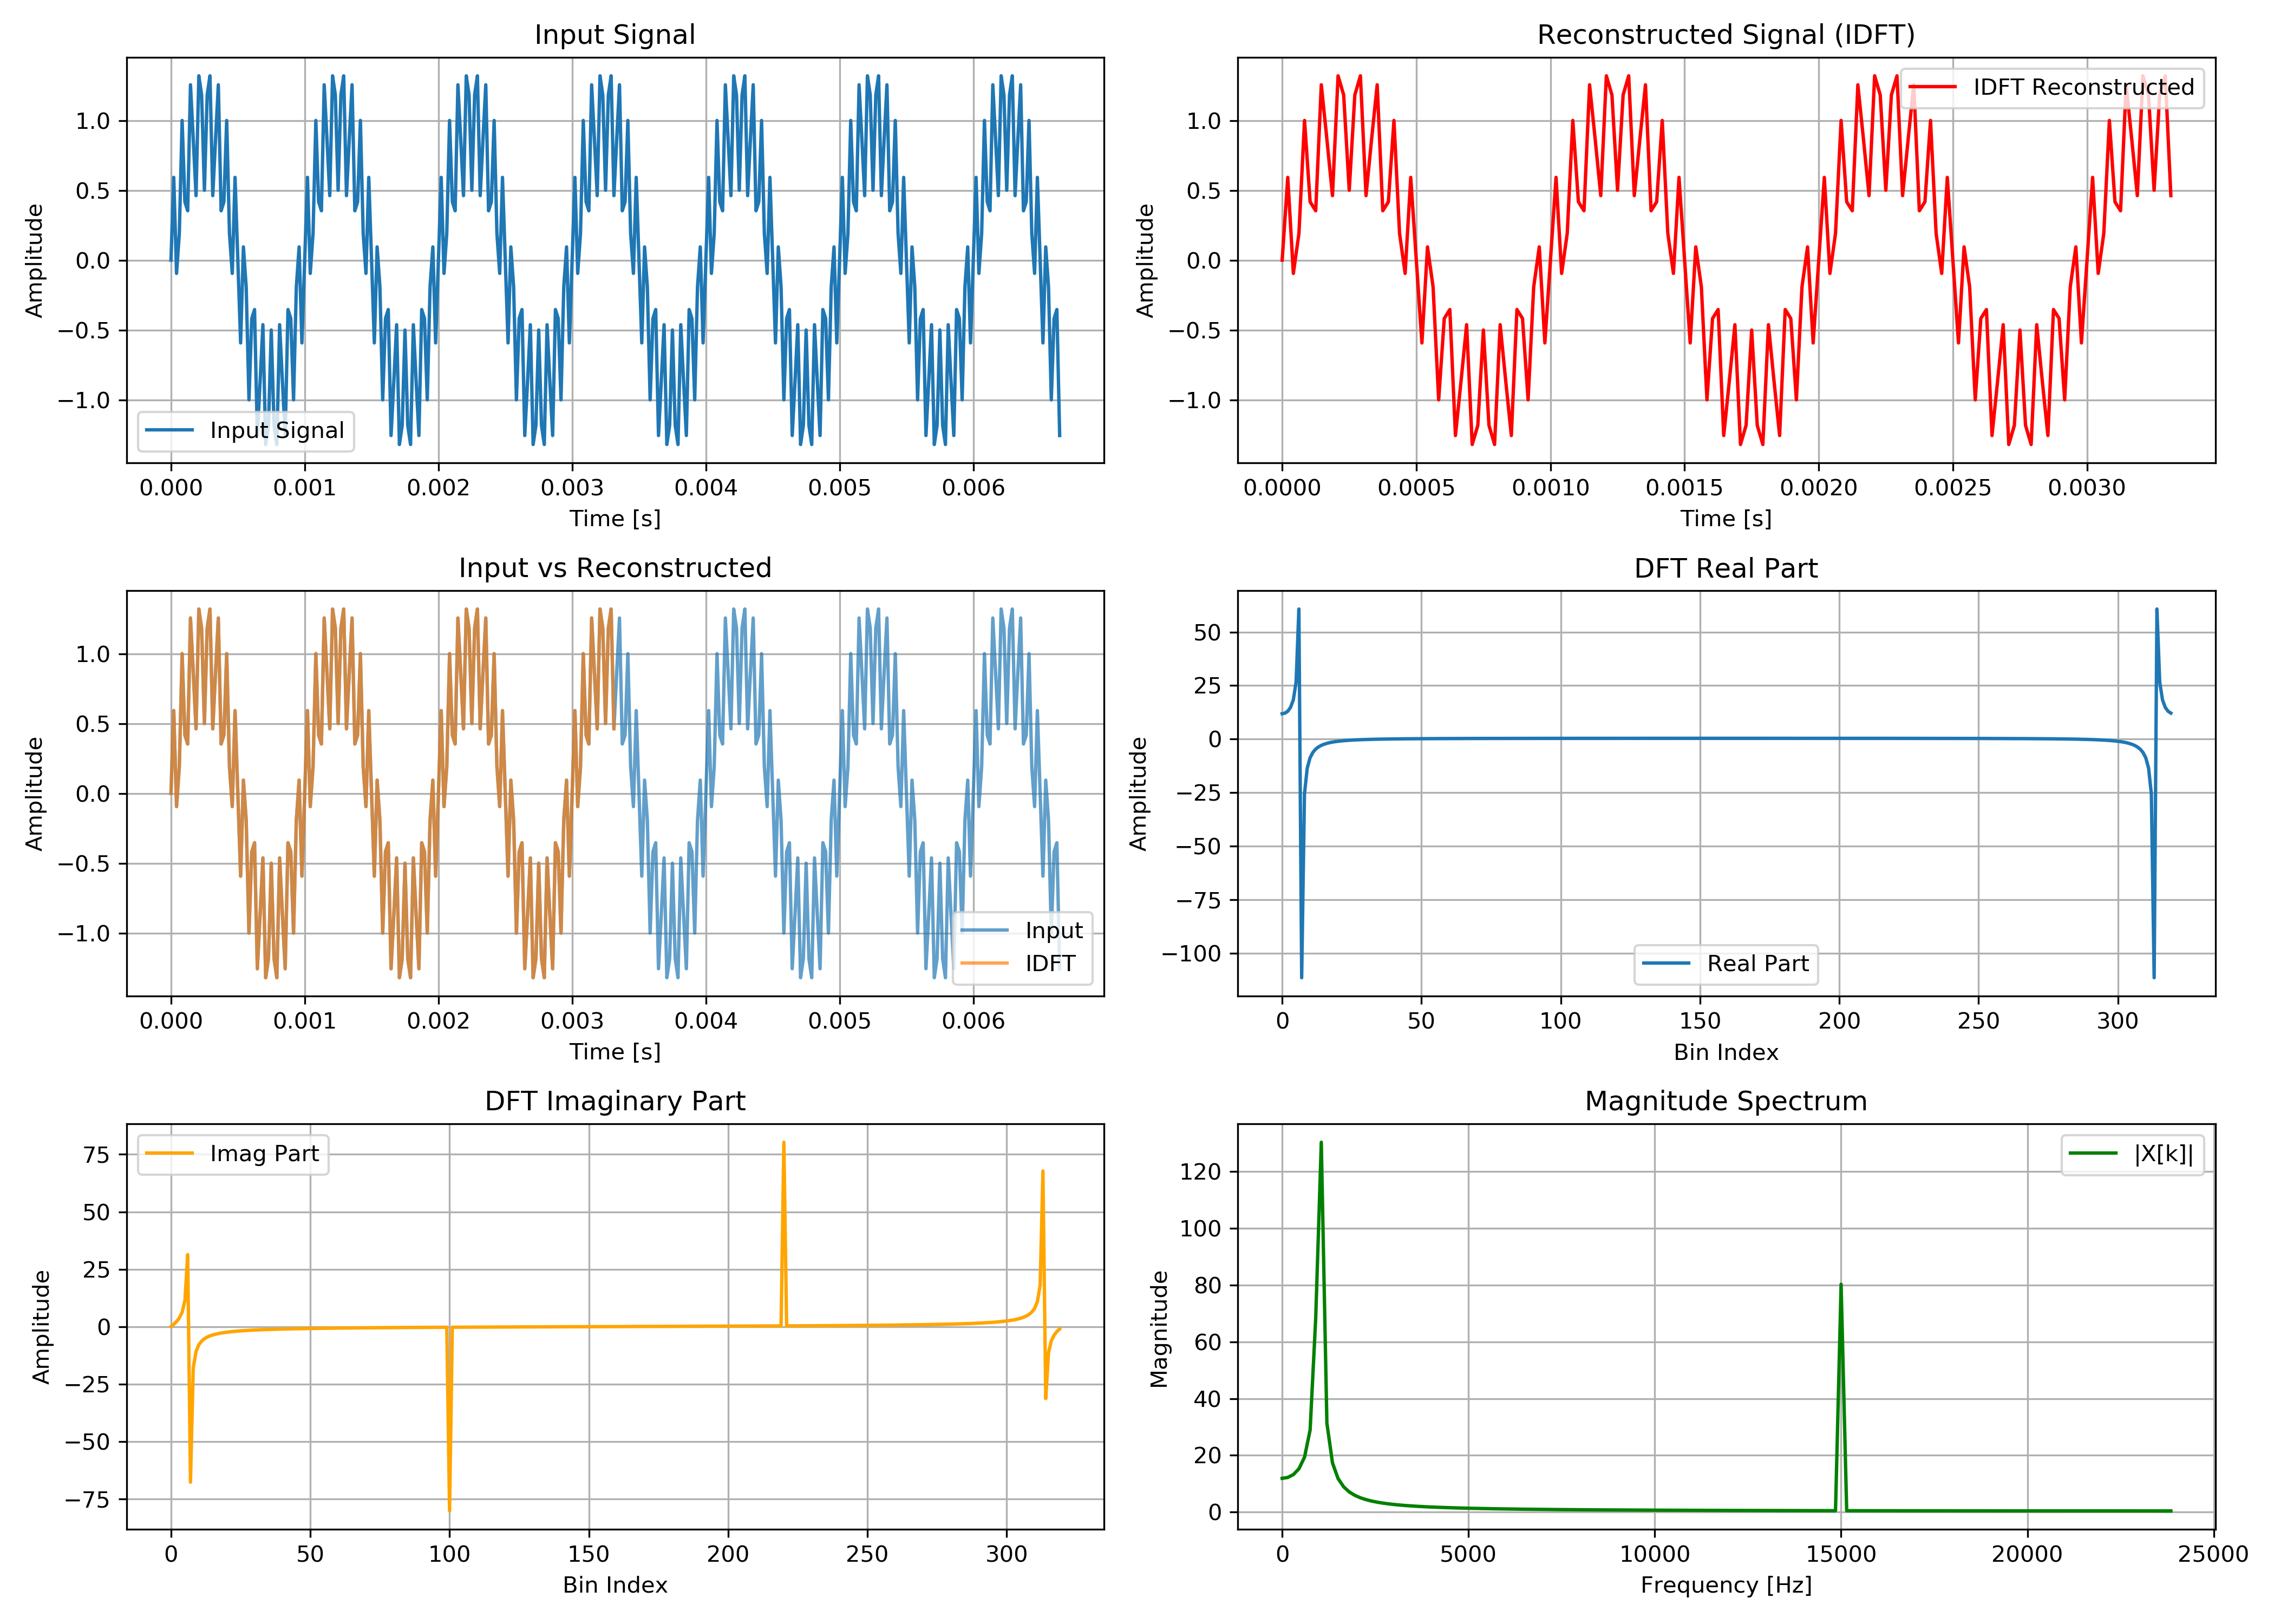 Input Signal
1.0
0.5
0.0
−0.5
−1.0
Amplitude
Input Signal
0.000 0.001 0.002 0.003 0.004 0.005 0.006
Time [s]
Reconstructed Signal (IDFT)
IDFT Reconstructed
1.0
0.5
0.0
−0.5
−1.0
Amplitude
0.0000 0.0005 0.0010 0.0015 0.0020 0.0025 0.0030
Time [s]
Input vs Reconstructed
1.0
0.5
0.0
−0.5
−1.0
Amplitude
Input
IDFT
0.000 0.001 0.002 0.003 0.004 0.005 0.006
Time [s]
DFT Real Part
50
25
0
−25
−50
−75
−100
Amplitude
Real Part
0 50 100 150 200 250 300
Bin Index
DFT Imaginary Part
Imag Part
75
50
25
0
−25
−50
−75
Amplitude
0 50 100 150 200 250 300
Bin Index
Magnitude Spectrum
|X[k]|
120
100
80
60
40
20
0
Magnitude
0 5000 10000 15000 20000 25000
Frequency [Hz]